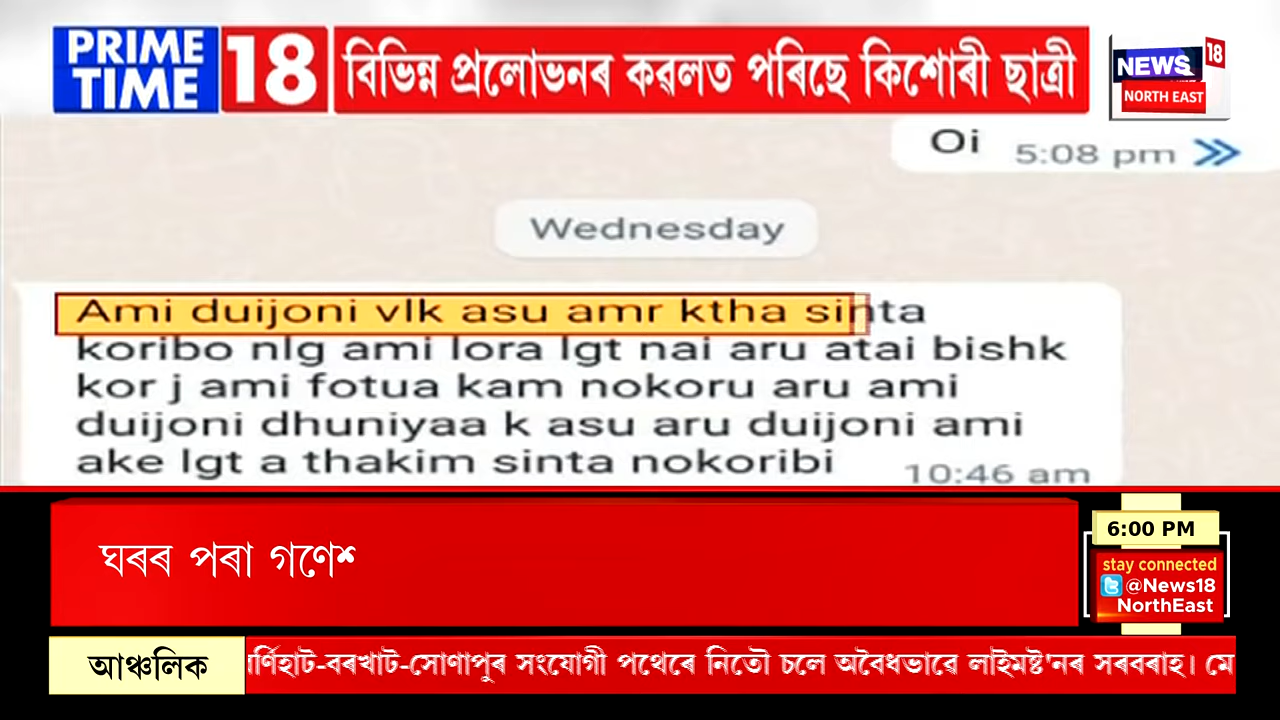 PRIME
TIME
18
বিভিন্ন প্ৰলোভনৰ কৱলত পৰিছে কিশোৰী ছাত্ৰী
NEWS
18
NORTH EAST
Oi
5:08 pm
Wednesday
Ami duijoni vlk asu amr ktha sinta
koribo nlg ami lora lgt nai aru atai bishk
kor j ami fotua kam nokoru aru ami
duijoni dhuniyaa k asu aru duijoni ami
ake lgt a thakim sinta nokoribi
10:46 am
ঘৰৰ পৰা গণেশ
6:00 PM
stay connected
@News18
NorthEast
আঞ্চলিক
ৰ্ণিহাট-বৰখাট-সোণাপুৰ সংযোগী পথেৰে নিতৌ চলে অবৈধভাৱে লাইমষ্ট'নৰ সৰবৰাহ। মে